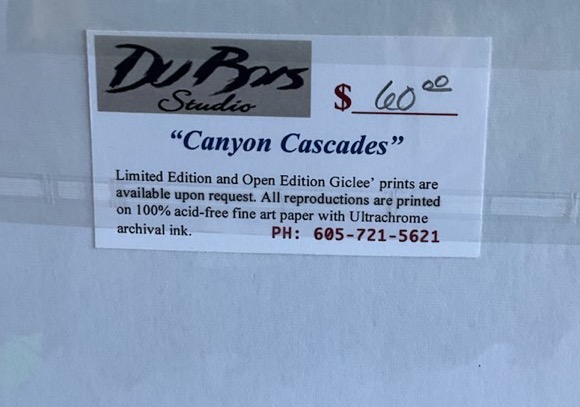 DuBois
Studio
$ 60 00
“Canyon Cascades”
Limited Edition and Open Edition Giclee’ prints are
available upon request. All reproductions are printed
on 100% acid-free fine art paper with Ultrachrome
archival ink.
PH: 605-721-5621